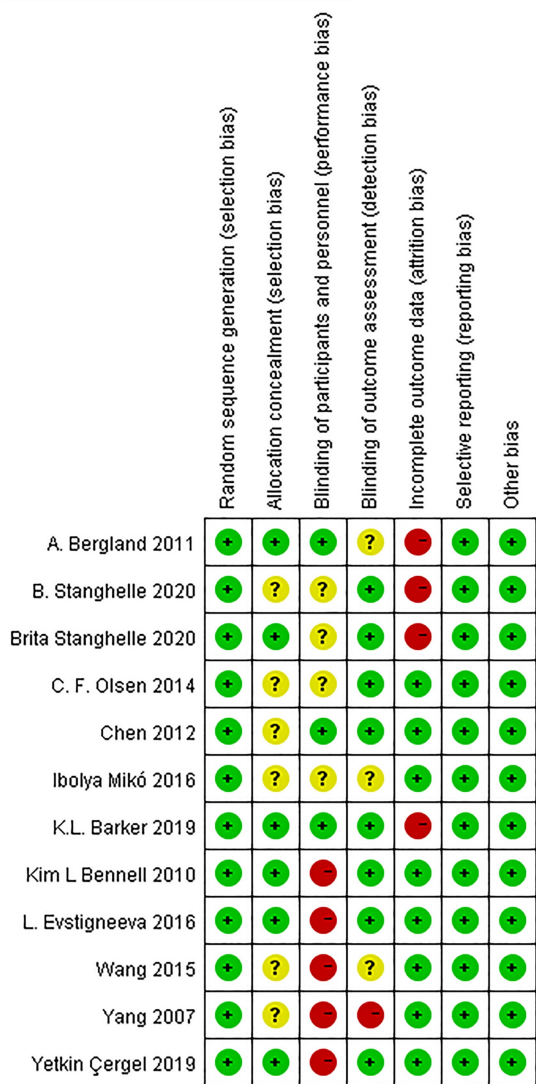 Random sequence generation (selection bias)
Allocation concealment (selection bias)
Blinding of participants and personnel (performance bias)
Blinding of outcome assessment (detection bias)
Incomplete outcome data (attrition bias)
Selective reporting (reporting bias)
Other bias
A. Bergland 2011 + + + ? - + +
B. Stanghelle 2020 + ? ? + - + +
Brita Stanghelle 2020 + + ? + - + +
C. F. Olsen 2014 + ? ? + + + +
Chen 2012 + ? + + + + +
Ibolya Mikó 2016 + ? ? ? + + +
K.L. Barker 2019 + + + + - + +
Kim L Bennell 2010 + + - + + + +
L. Evstigneeva 2016 + + - + + + +
Wang 2015 + ? - ? + + +
Yang 2007 + ? - - + + +
Yetkin Çergel 2019 + + - + + + +